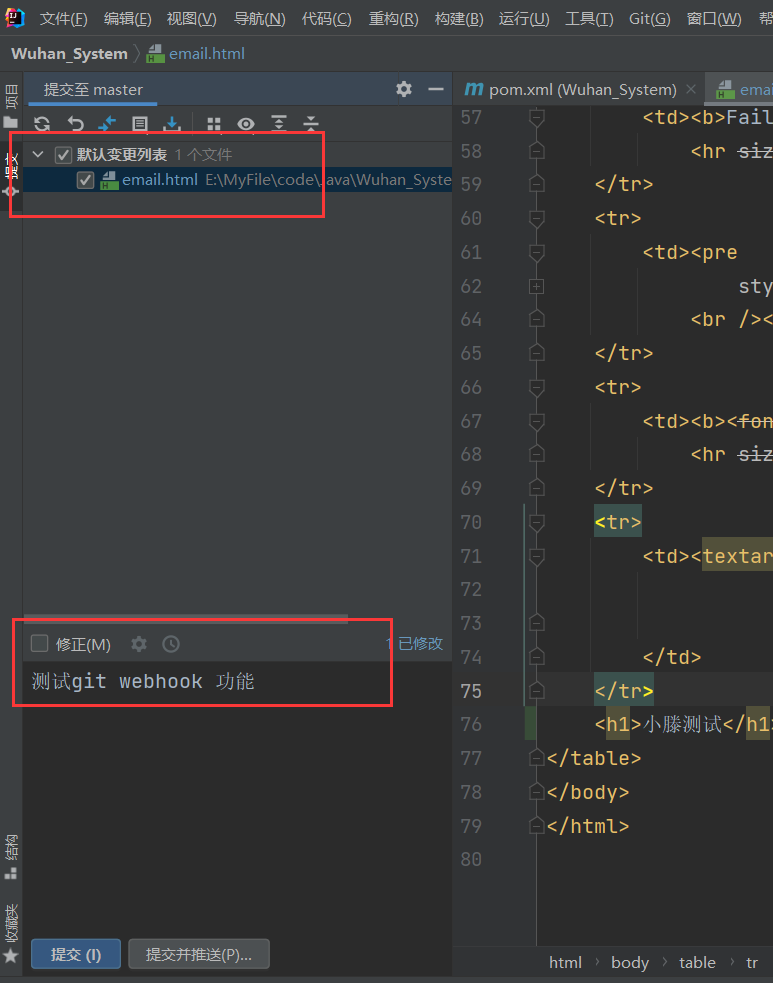 文件(F) 编辑(E) 视图(V) 导航(N) 代码(C) 重构(R) 构建(B) 运行(U) 工具(T) Git(G) 窗口(W) 帮
Wuhan_System email.html
项目
提交
提交至 master
默认变更列表 1 个文件
email.html E:\MyFile\code\Java\Wuhan_Syste
修正(M) 1 已修改
测试git webhook 功能
结构
收藏夹
提交 (I) 提交并推送(P)...
pom.xml (Wuhan_System) emai
57 <td><b>Fail
58 <hr siz
59 </tr>
60 <tr>
61 <td><pre
62 sty
64 <br /><
65 </tr>
66 <tr>
67 <td><b><fon
68 <hr siz
69 </tr>
70 <tr>
71 <td><textar
72
73
74 </td>
75 </tr>
76 <h1>小滕测试</h1>
77 </table>
78 </body>
79 </html>
80
html body table tr